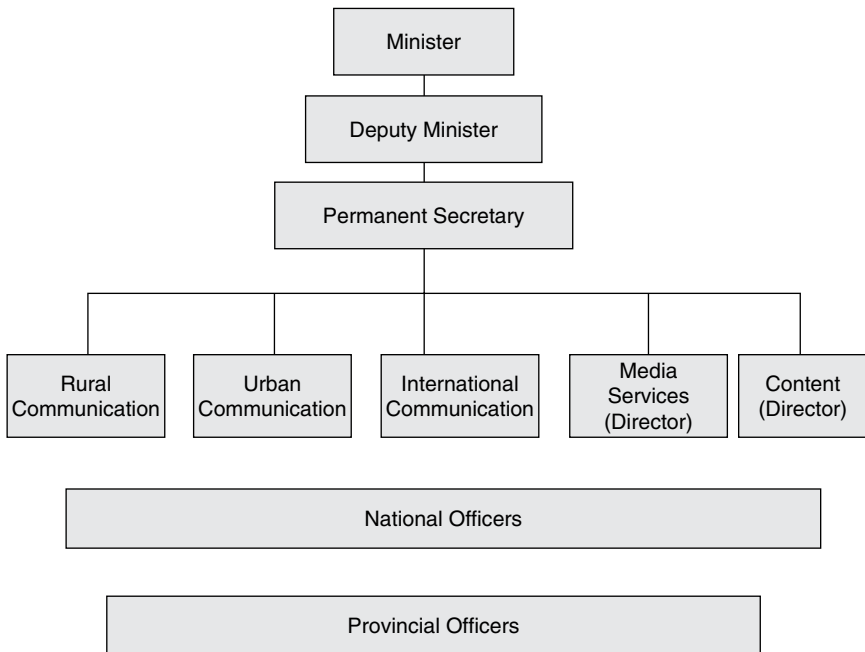 Minister
Deputy Minister
Permanent Secretary
Rural
Communication
Urban
Communication
International
Communication
Media
Services
(Director)
Content
(Director)
National Officers
Provincial Officers